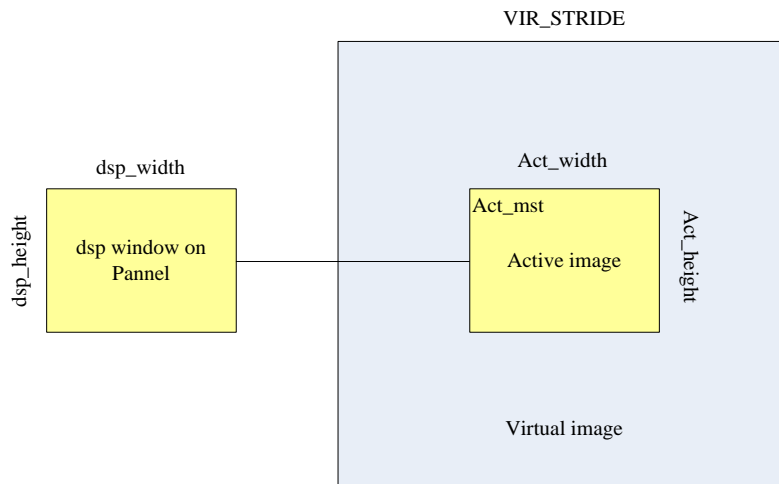 VIR_STRIDE
dsp_width
Act_width
dsp_height
dsp window on
Pannel
Act_mst
Active image
Act_height
Virtual image